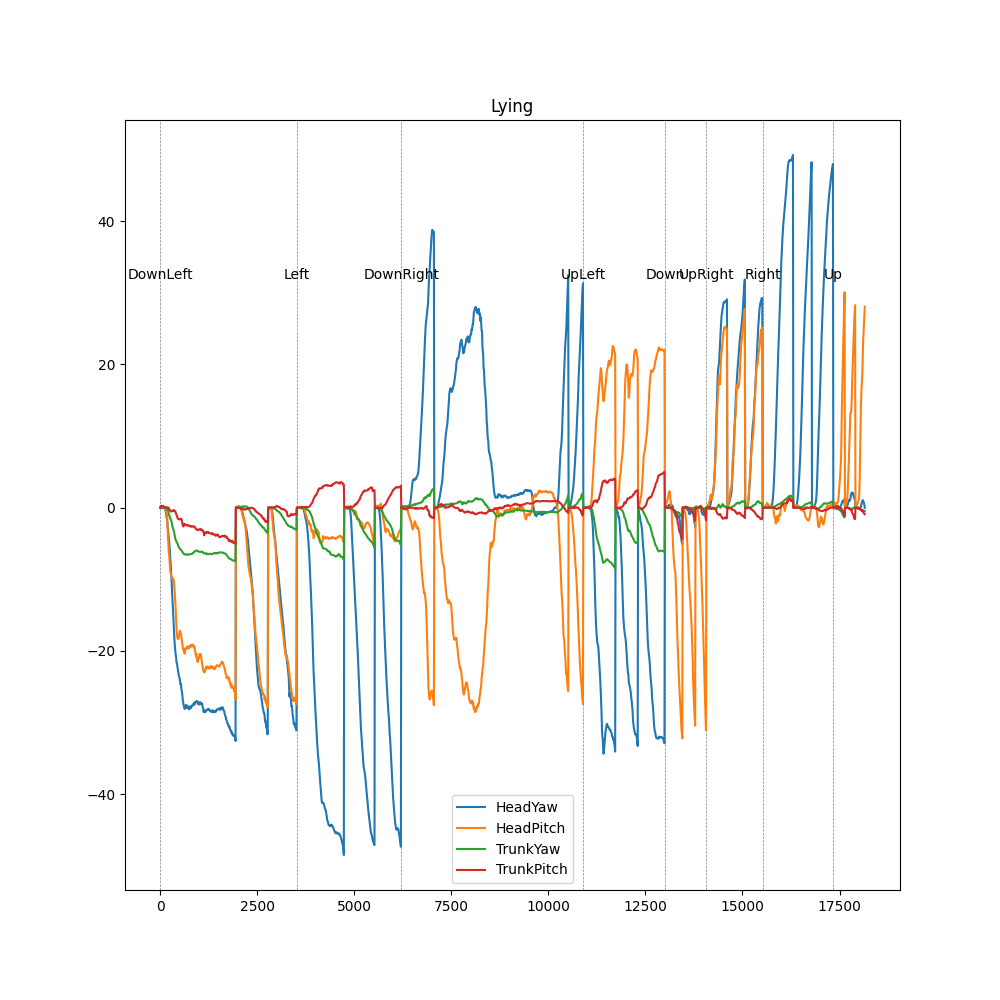 Lying
40
20
0
−20
−40
DownLeft
Left
DownRight
UpLeft
Down
UpRight
Right
Up
HeadYaw
HeadPitch
TrunkYaw
TrunkPitch
0
2500
5000
7500
10000
12500
15000
17500